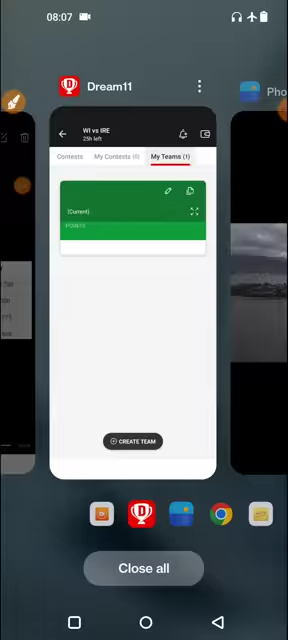 08:07
Dream11
Pho
WI vs IRE
25h left
Contests
My Contests (0)
My Teams (1)
(Current)
POINTS
CREATE TEAM
Close all